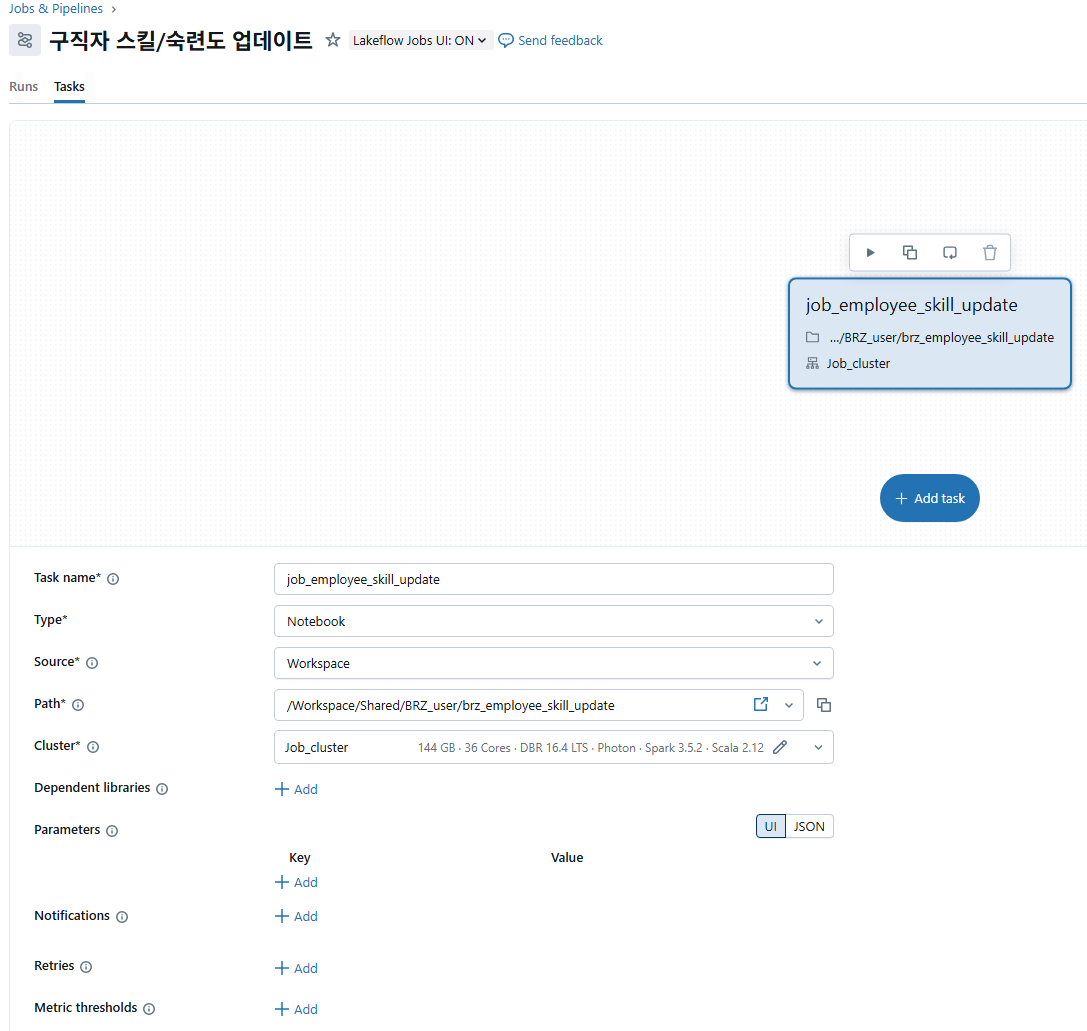 Jobs & Pipelines
구직자 스킬/숙련도 업데이트 Lakeflow Jobs UI: ON Send feedback
Runs Tasks
job_employee_skill_update
.../BRZ_user/brz_employee_skill_update
Job_cluster
Add task
Task name* job_employee_skill_update
Type* Notebook
Source* Workspace
Path* /Workspace/Shared/BRZ_user/brz_employee_skill_update
Cluster* Job_cluster 144 GB · 36 Cores · DBR 16.4 LTS · Photon · Spark 3.5.2 · Scala 2.12
Dependent libraries + Add
Parameters UI JSON
Key Value
+ Add
Notifications + Add
Retries + Add
Metric thresholds + Add